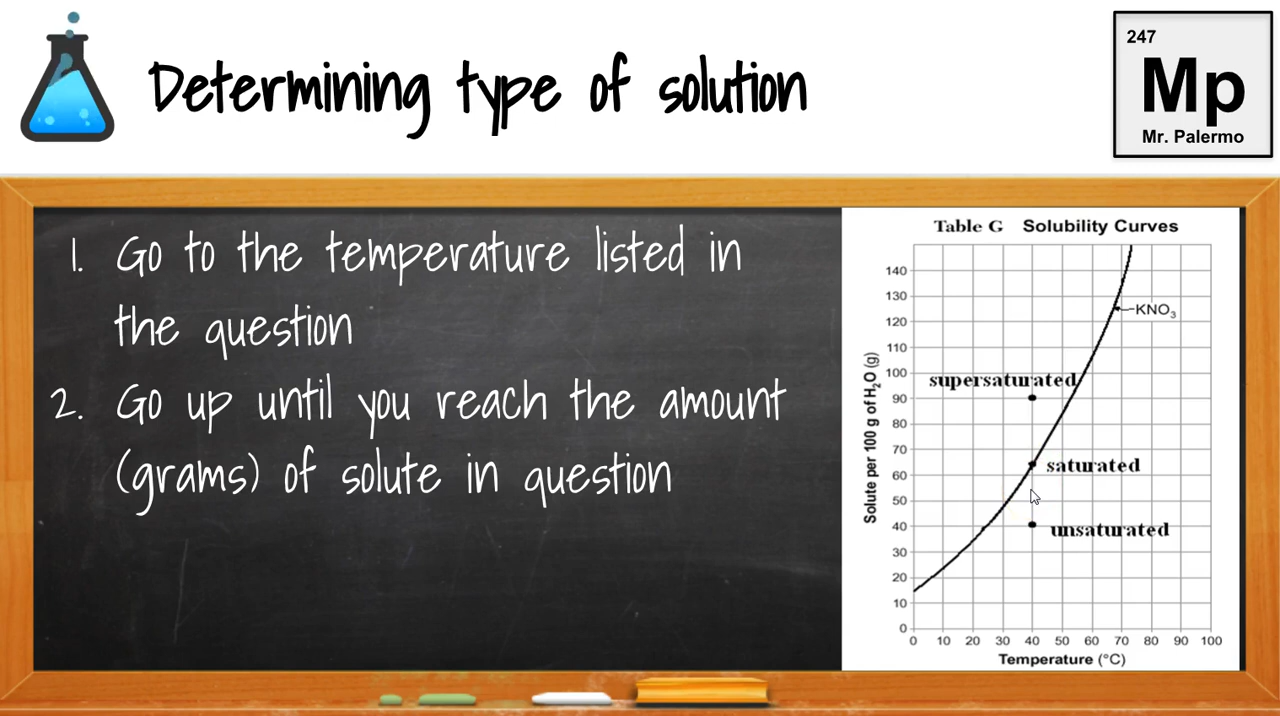 Determining type of solution
247
Mp
Mr. Palermo
1. Go to the temperature listed in
the question
2. Go up until you reach the amount
(grams) of solute in question
Table G Solubility Curves
Solute per 100 g of H₂O (g)
140
130
120
110
100
90
80
70
60
50
40
30
20
10
0
KNO₃
supersaturated
saturated
unsaturated
0 10 20 30 40 50 60 70 80 90 100
Temperature (°C)